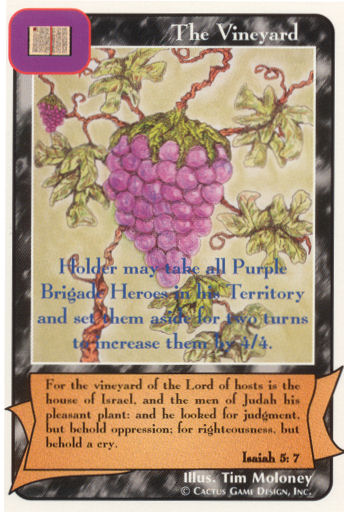 The Vineyard
Holder may take all Purple
Brigade Heroes in his Territory
and set them aside for two turns
to increase them by 4/4.
For the vineyard of the Lord of hosts is the
house of Israel, and the men of Judah his
pleasant plant: and he looked for judgment,
but behold oppression; for righteousness, but
behold a cry.
Isaiah 5: 7
Illus. Tim Moloney
© Cactus Game Design, Inc.